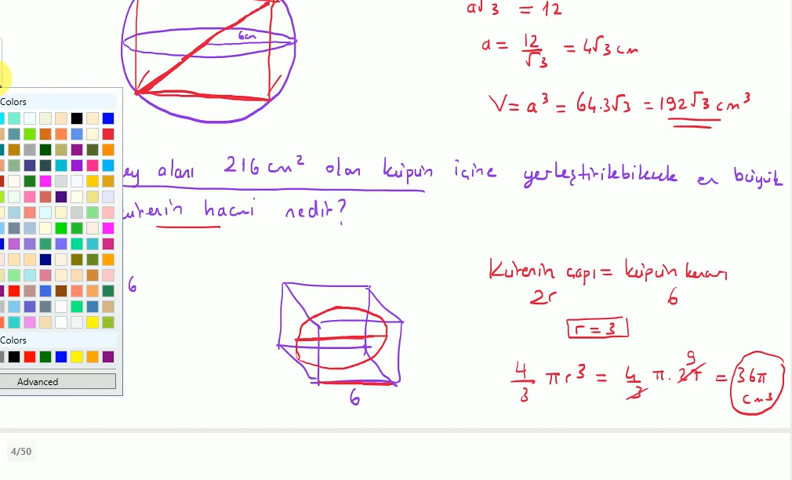 a√3 = 12
6cm
a = 12/√3 = 4√3 cm
V = a³ = 64.3√3 = 192√3 cm³
Colors
ey alanı 216 cm² olan küpün içine yerleştirilebilecek en büyük
ürenin hacmi nedir?
Kürenin çapı = küpün kenarı
2r 6
6
r = 3
4/3 πr³ = 4/3 π.27 9 = 36π cm³
6
Colors
Advanced
4/50